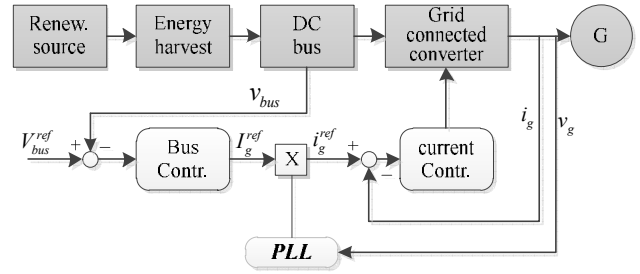 Renew.
source
Energy
harvest
DC
bus
Grid
connected
converter
G
v_bus
i_g
v_g
V_bus^ref
+
−
Bus
Contr.
I_g^ref
X
i_g^ref
+
−
current
Contr.
PLL